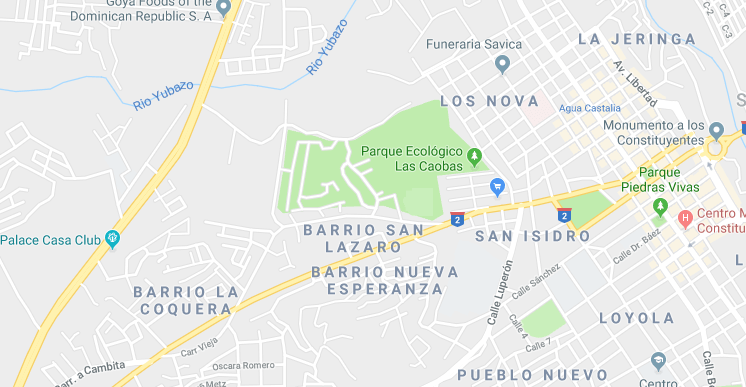 Goya Foods of the
Dominican Republic S. A
Rio Yubazo
Rio Yubazo
Funeraria Savica
LA JERINGA
C-2
C-4
C-3
Av. Libertad
LOS NOVA
Agua Castalia
Monumento a los
Constituyentes
Parque Ecológico
Las Caobas
Parque
Piedras Vivas
2
2
Centro M
Constitu
Palace Casa Club
BARRIO SAN
LAZARO
SAN ISIDRO
Calle Dr. Báez
BARRIO NUEVA
ESPERANZA
Calle Sánchez
Calle Luperón
BARRIO LA
COQUERA
Calle 4
Calle 7
LOYOLA
Carr Vieja
Carr. a Cambita
Oscara Romero
Metz
PUEBLO NUEVO
Centro
Calle B
H
L
S